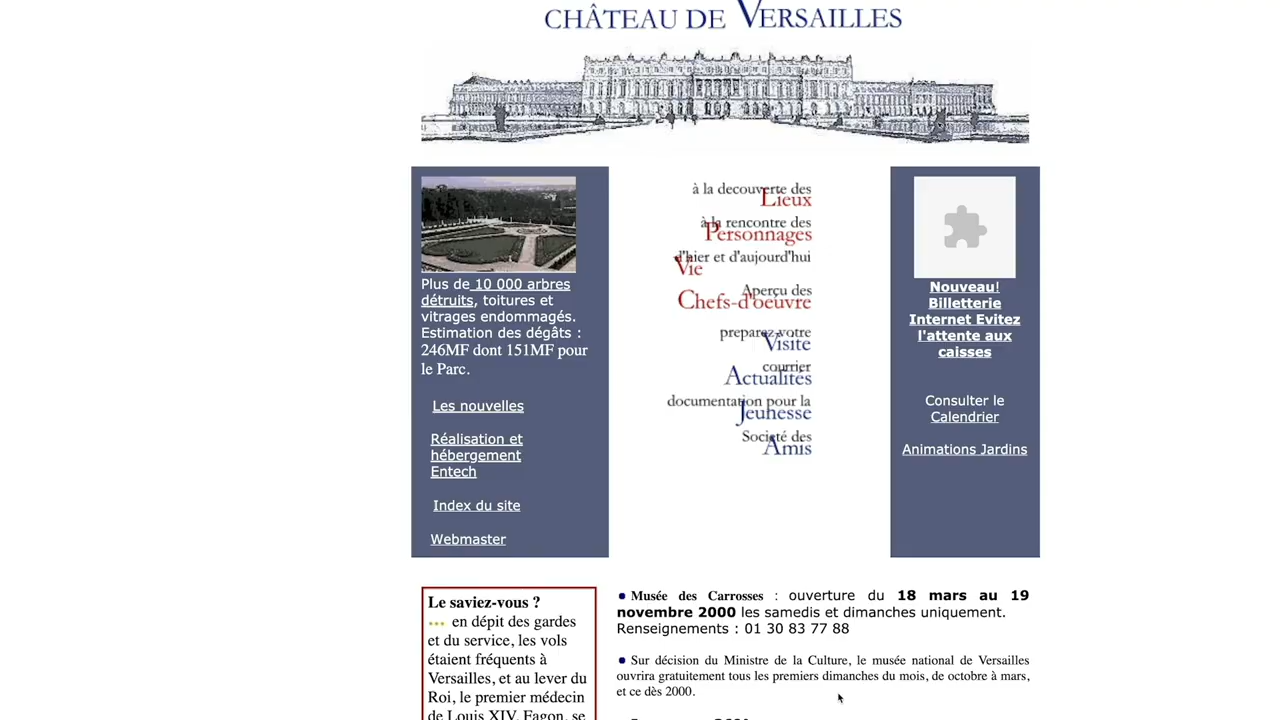 CHÂTEAU DE VERSAILLES
à la decouverte des
Lieux
à la rencontre des
Personnages
d'hier et d'aujourd'hui
Vie
Aperçu des
Chefs-d'oeuvre
preparez votre
Visite
courrier
Actualités
documentation pour la
Jeunesse
Societé des
Amis
Plus de 10 000 arbres
détruits, toitures et
vitrages endommagés.
Estimation des dégâts :
246MF dont 151MF pour
le Parc.
Les nouvelles
Réalisation et
hébergement
Entech
Index du site
Webmaster
Nouveau!
Billetterie
Internet Evitez
l'attente aux
caisses
Consulter le
Calendrier
Animations Jardins
Le saviez-vous ?
... en dépit des gardes
et du service, les vols
étaient fréquents à
Versailles, et au lever du
Roi, le premier médecin
de Louis XIV, Fagon, se
• Musée des Carrosses : ouverture du 18 mars au 19
novembre 2000 les samedis et dimanches uniquement.
Renseignements : 01 30 83 77 88
• Sur décision du Ministre de la Culture, le musée national de Versailles
ouvrira gratuitement tous les premiers dimanches du mois, de octobre à mars,
et ce dès 2000.